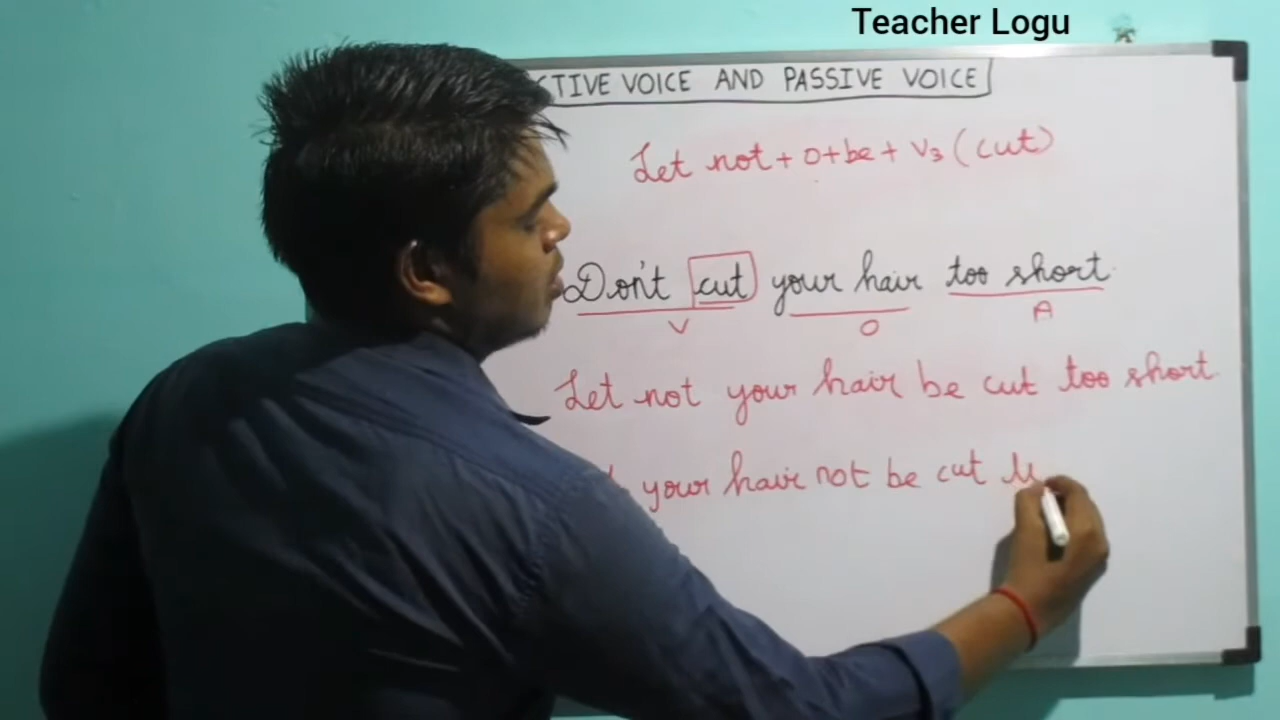 Teacher Logu
CTIVE VOICE AND PASSIVE VOICE
Let not + O + be + V3 (cut)
Don't cut your hair too short.
V O A
Let not your hair be cut too short.
your hair not be cut